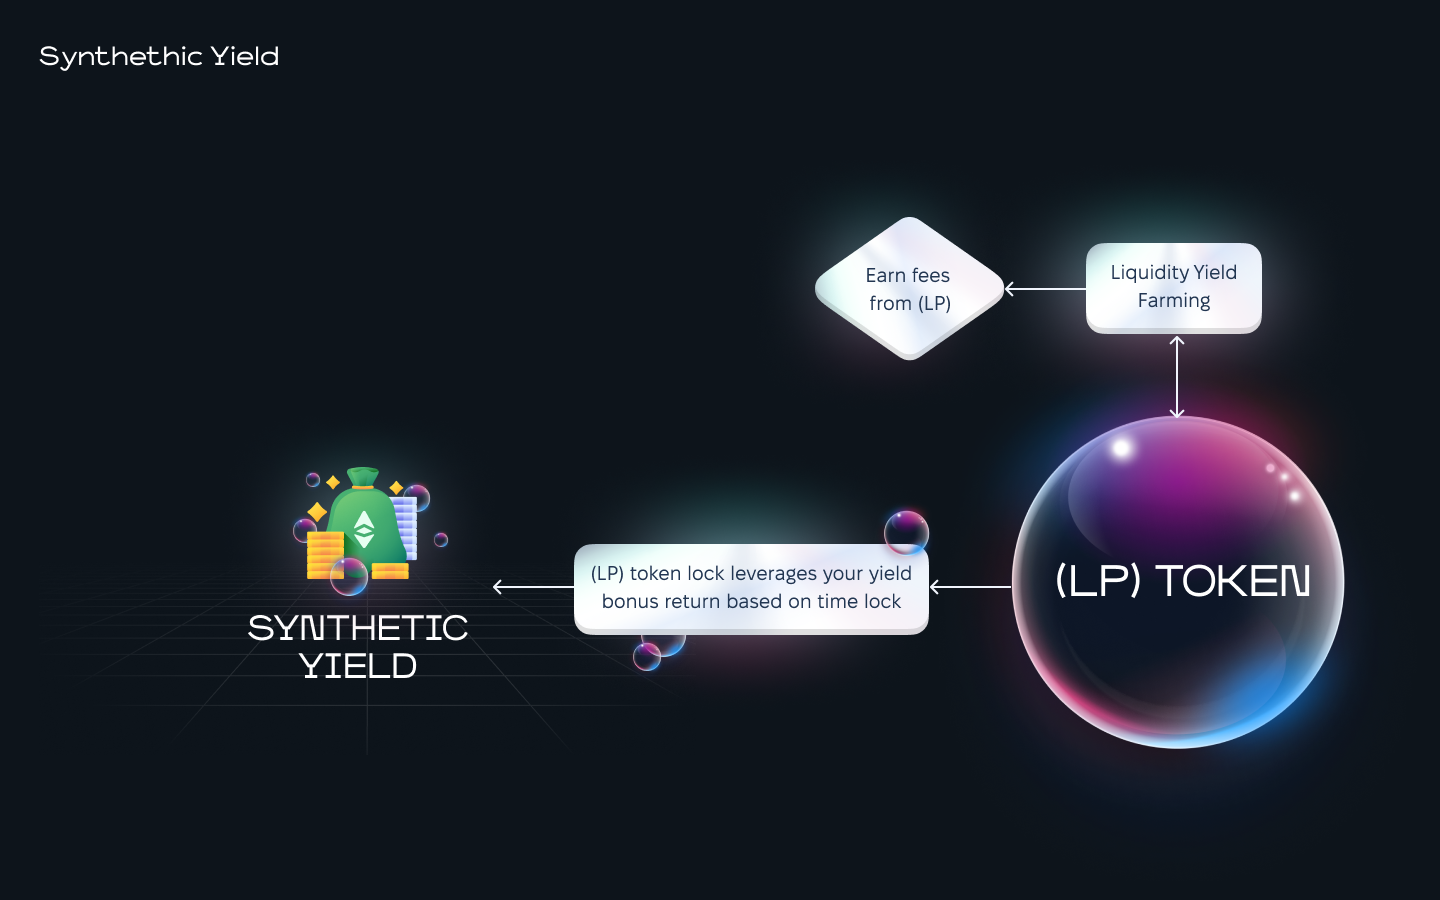 Synthethic Yield
Earn fees
from (LP)
Liquidity Yield
Farming
(LP) token lock leverages your yield
bonus return based on time lock
(LP) TOKEN
SYNTHETIC
YIELD